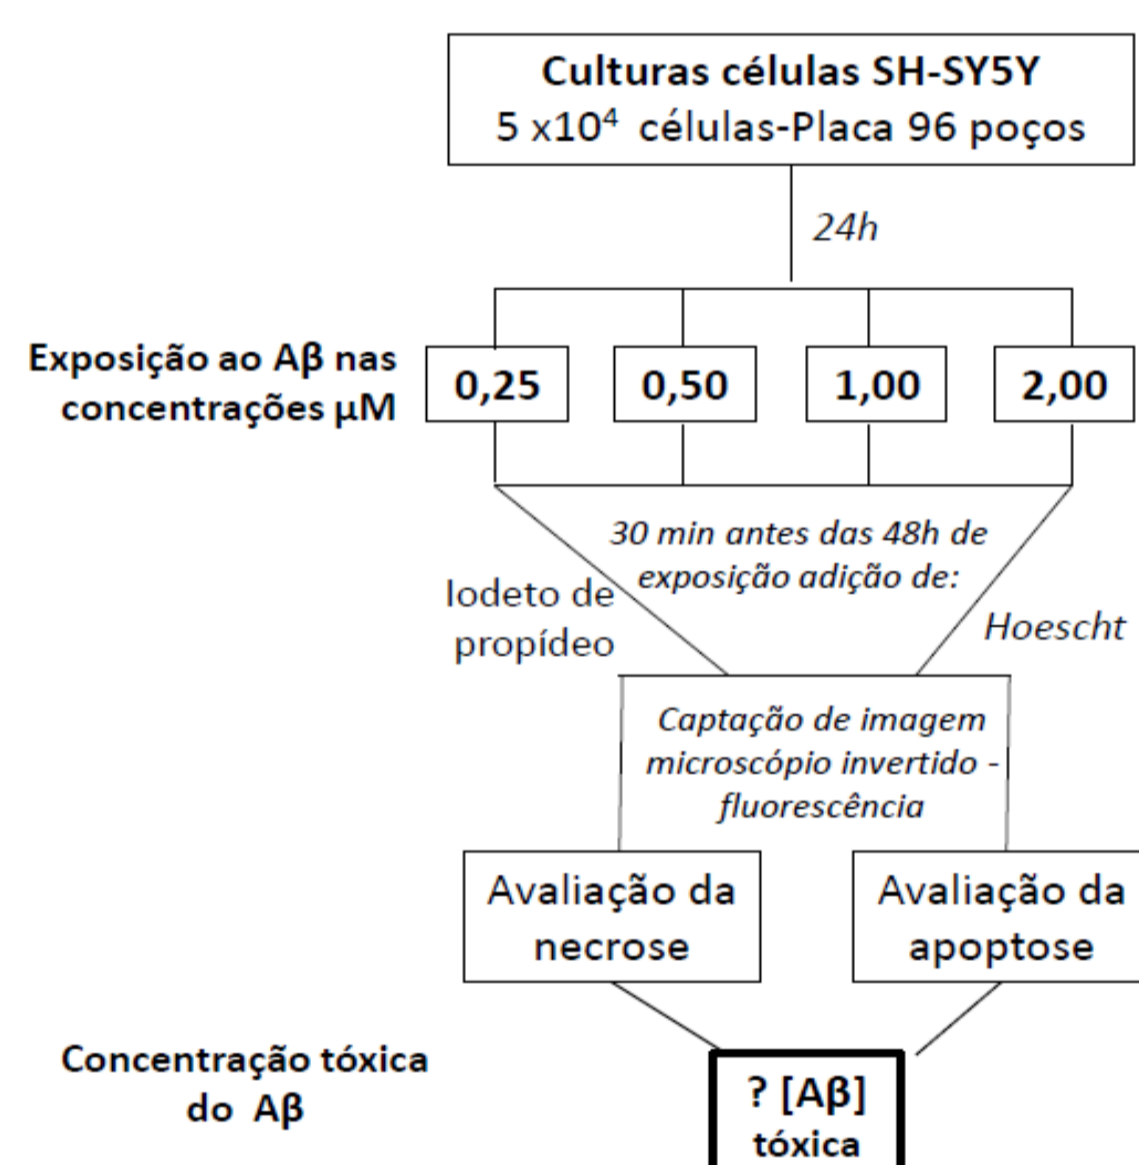 Culturas células SH-SY5Y
5 x10⁴ células-Placa 96 poços
24h
Exposição ao Aβ nas
concentrações µM
0,25
0,50
1,00
2,00
30 min antes das 48h de
exposição adição de:
Iodeto de
propídeo
Hoescht
Captação de imagem
microscópio invertido -
fluorescência
Avaliação da
necrose
Avaliação da
apoptose
Concentração tóxica
do Aβ
? [Aβ]
tóxica